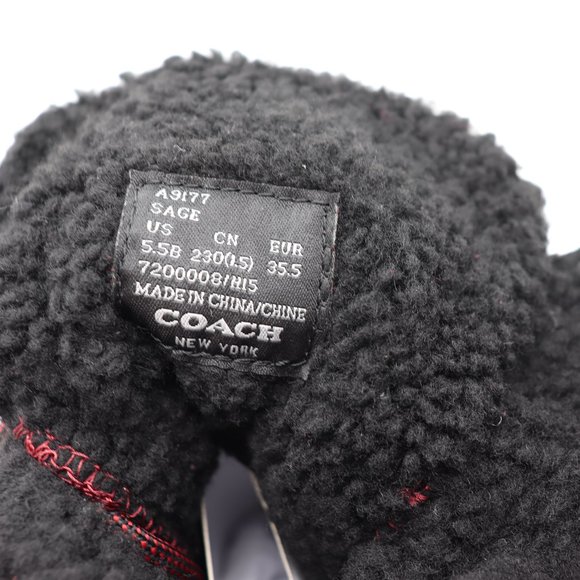 A9177
SAGE
US CN EUR
5.5B 230(1.5) 35.5
7200008/H15
MADE IN CHINA/CHINE
COACH
NEW YORK